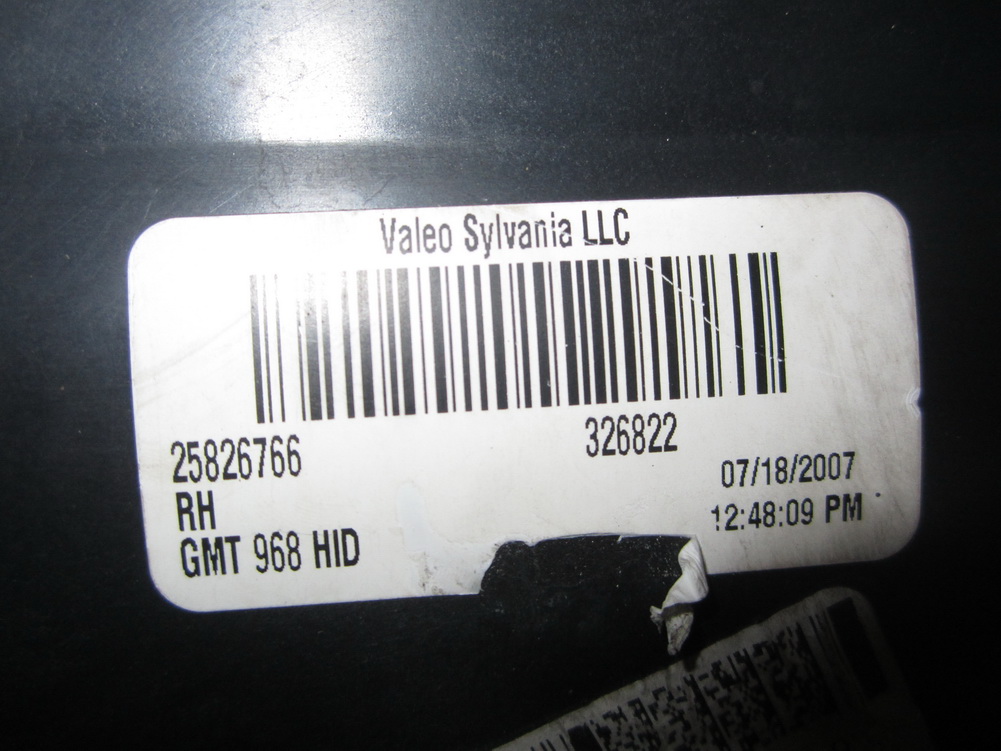 Valeo Sylvania LLC
25826766
326822
RH
07/18/2007
GMT 968 HID
12:48:09 PM